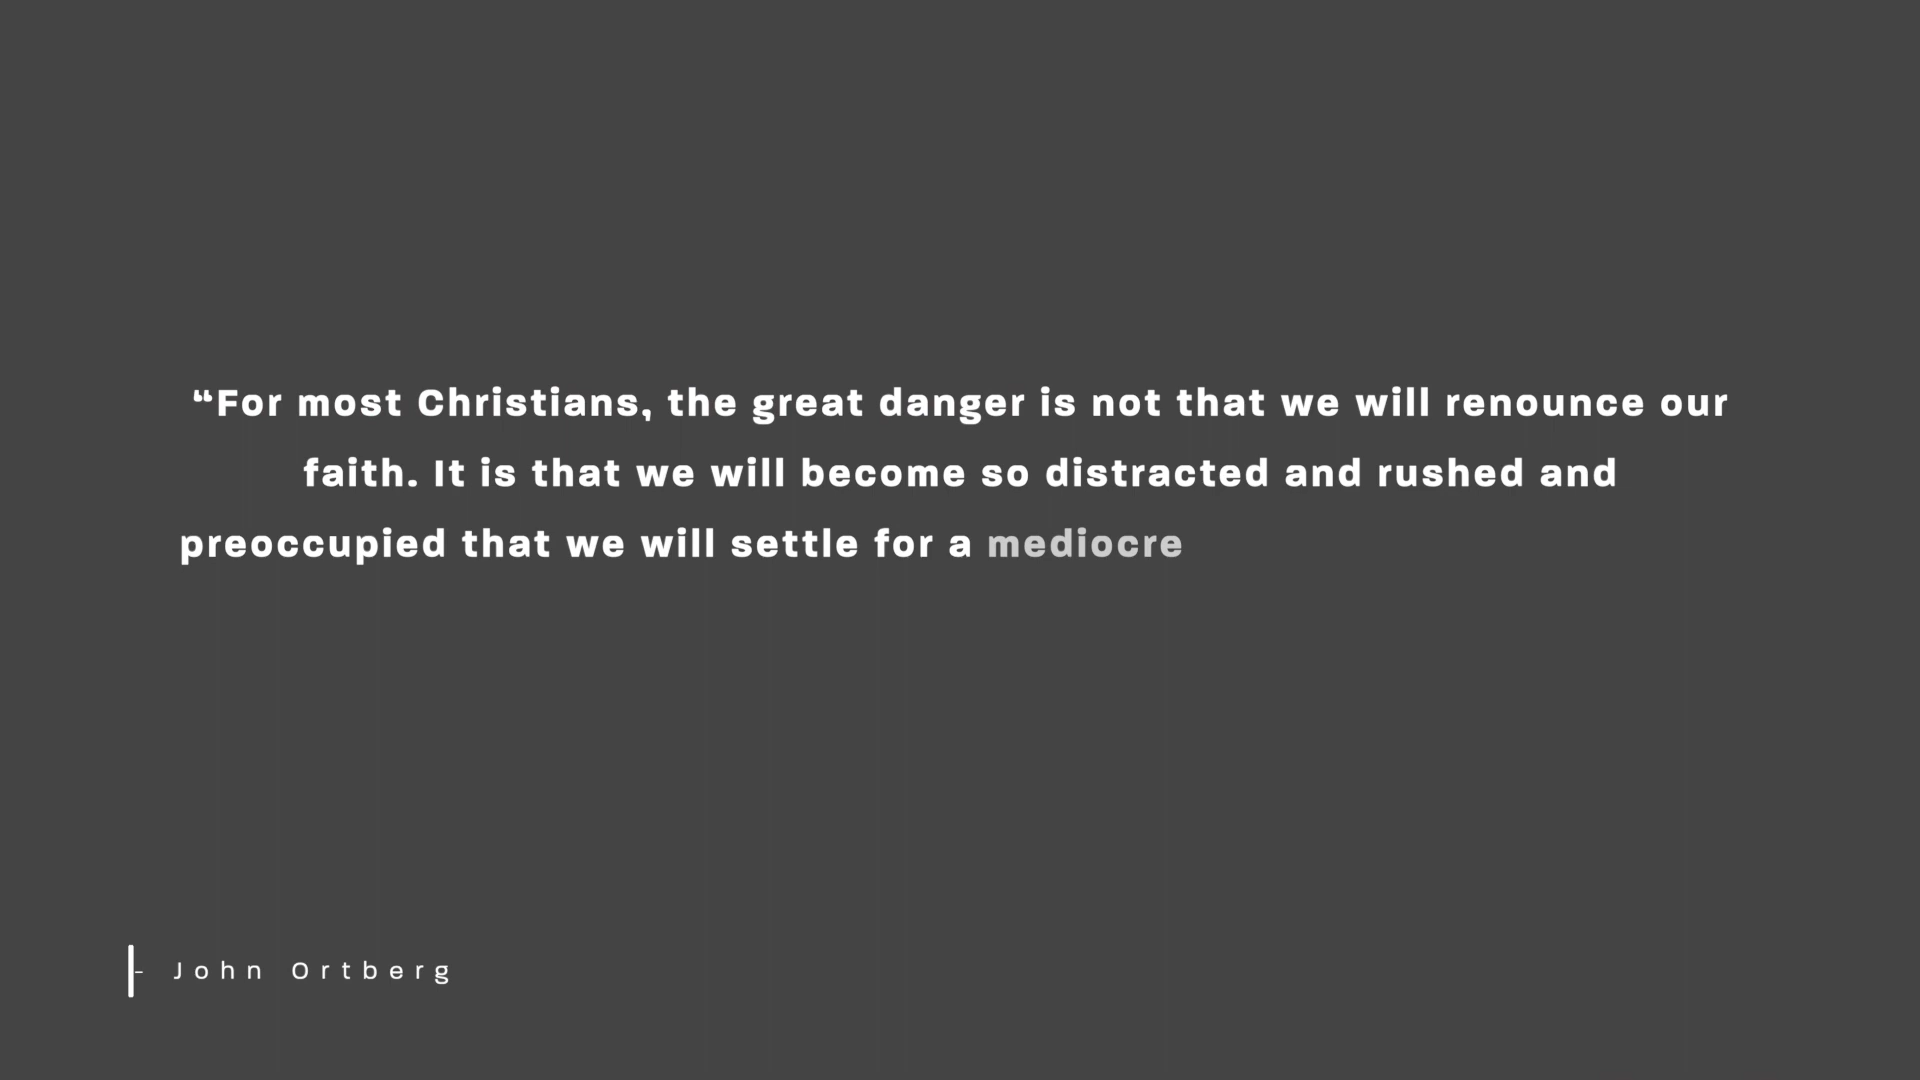 “For most Christians, the great danger is not that we will renounce our
faith. It is that we will become so distracted and rushed and
preoccupied that we will settle for a mediocre
- John Ortberg